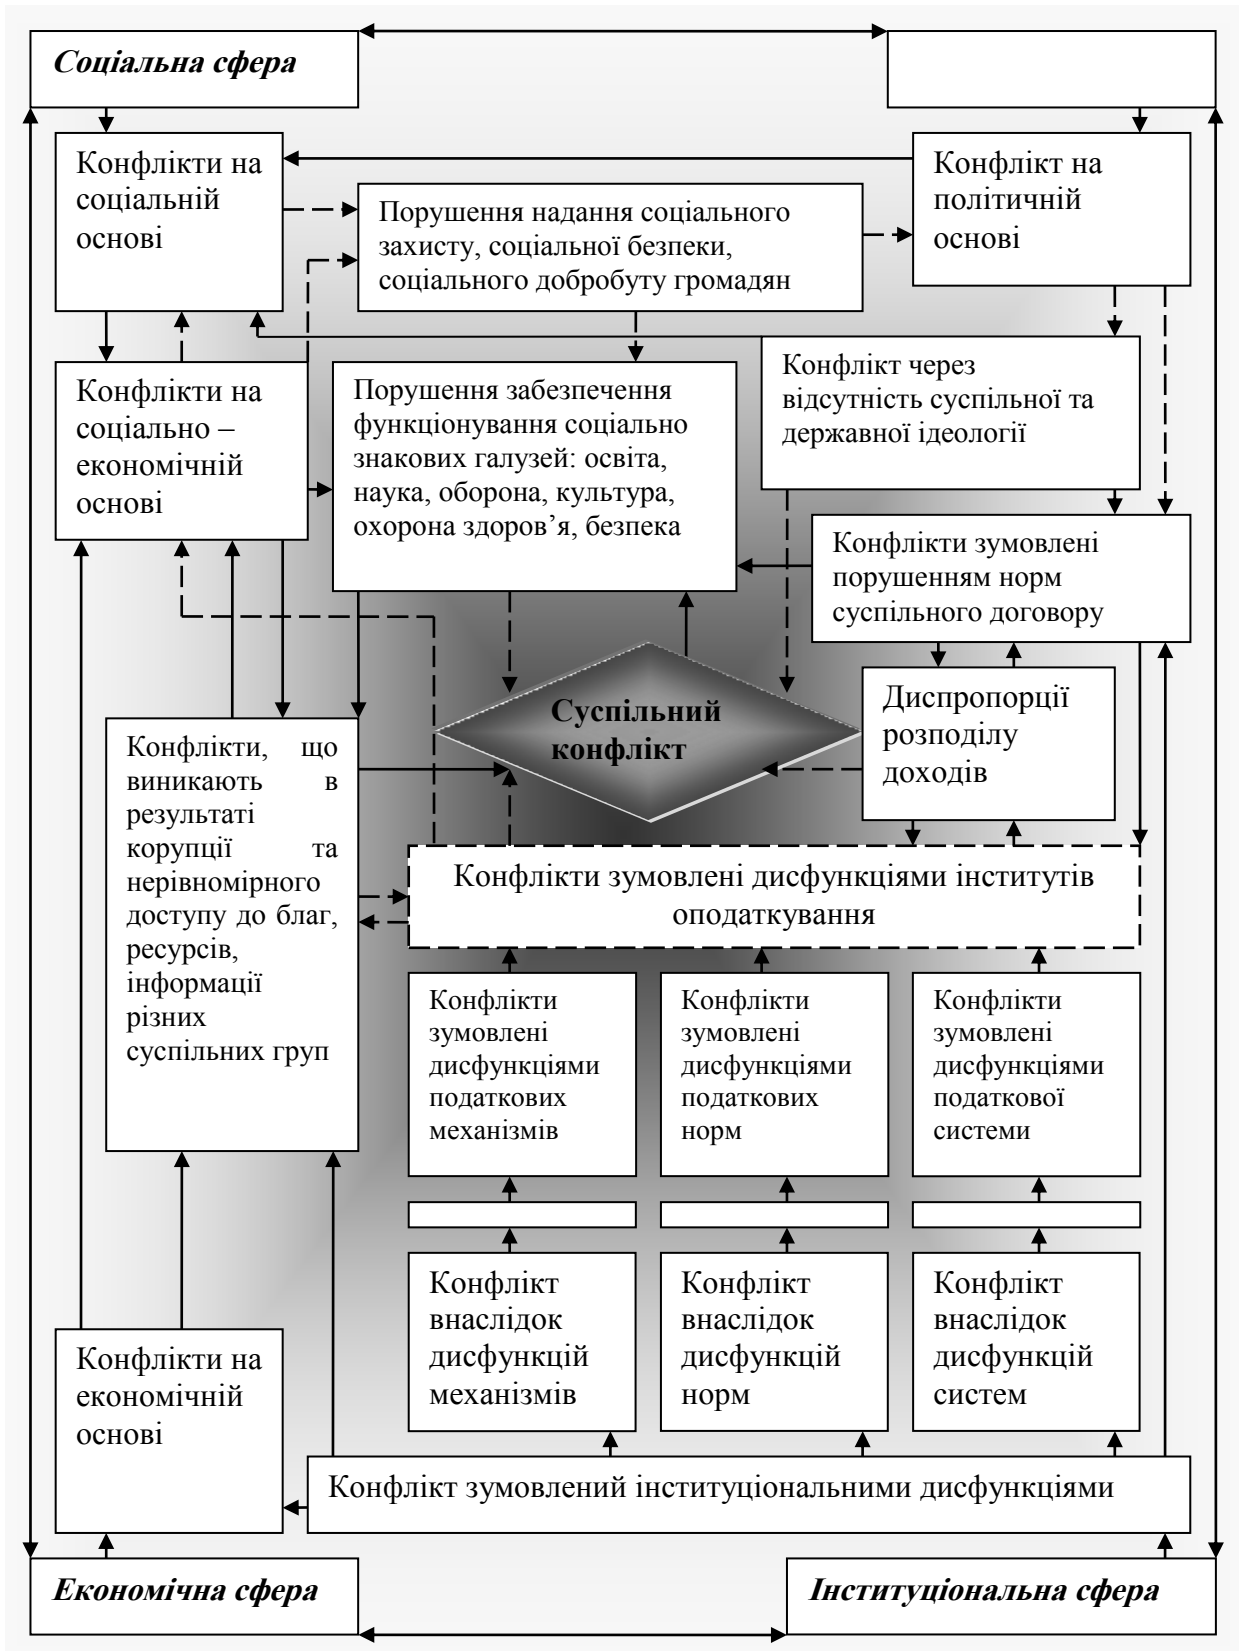 Соціальна сфера
Конфлікти на
соціальній
основі
Конфлікт на
політичній
основі
Порушення надання соціального
захисту, соціальної безпеки,
соціального добробуту громадян
Конфлікти на
соціально –
економічній
основі
Порушення забезпечення
функціонування соціально
знакових галузей: освіта,
наука, оборона, культура,
охорона здоров’я, безпека
Конфлікт через
відсутність суспільної та
державної ідеології
Конфлікти зумовлені
порушенням норм
суспільного договору
Суспільний
конфлікт
Диспропорції
розподілу
доходів
Конфлікти, що
виникають в
результаті
корупції та
нерівномірного
доступу до благ,
ресурсів,
інформації
різних
суспільних груп
Конфлікти зумовлені дисфункціями інститутів
оподаткування
Конфлікти
зумовлені
дисфункціями
податкових
механізмів
Конфлікти
зумовлені
дисфункціями
податкових
норм
Конфлікти
зумовлені
дисфункціями
податкової
системи
Конфлікт
внаслідок
дисфункцій
механізмів
Конфлікт
внаслідок
дисфункцій
норм
Конфлікт
внаслідок
дисфункцій
систем
Конфлікти на
економічній
основі
Конфлікт зумовлений інституціональними дисфункціями
Економічна сфера
Інституціональна сфера